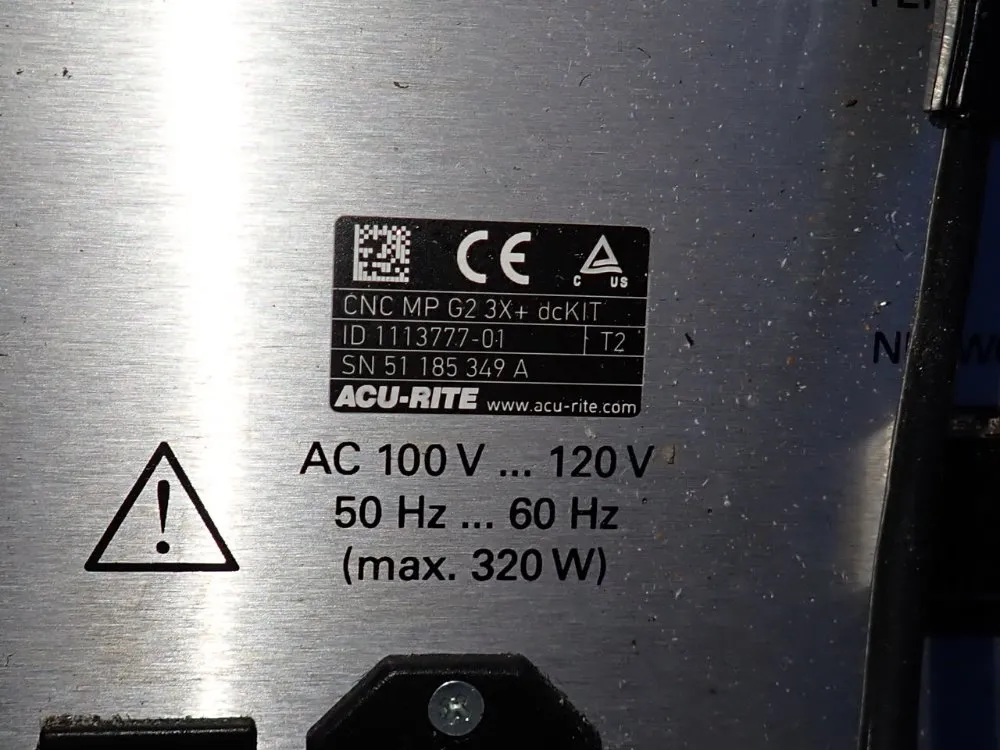 CE
C US
CNC MP G2 3X+ dcKIT
ID 1113777-01 T2
SN 51 185 349 A
ACU-RITE www.acu-rite.com
AC 100 V ... 120 V
50 Hz ... 60 Hz
(max. 320 W)
!